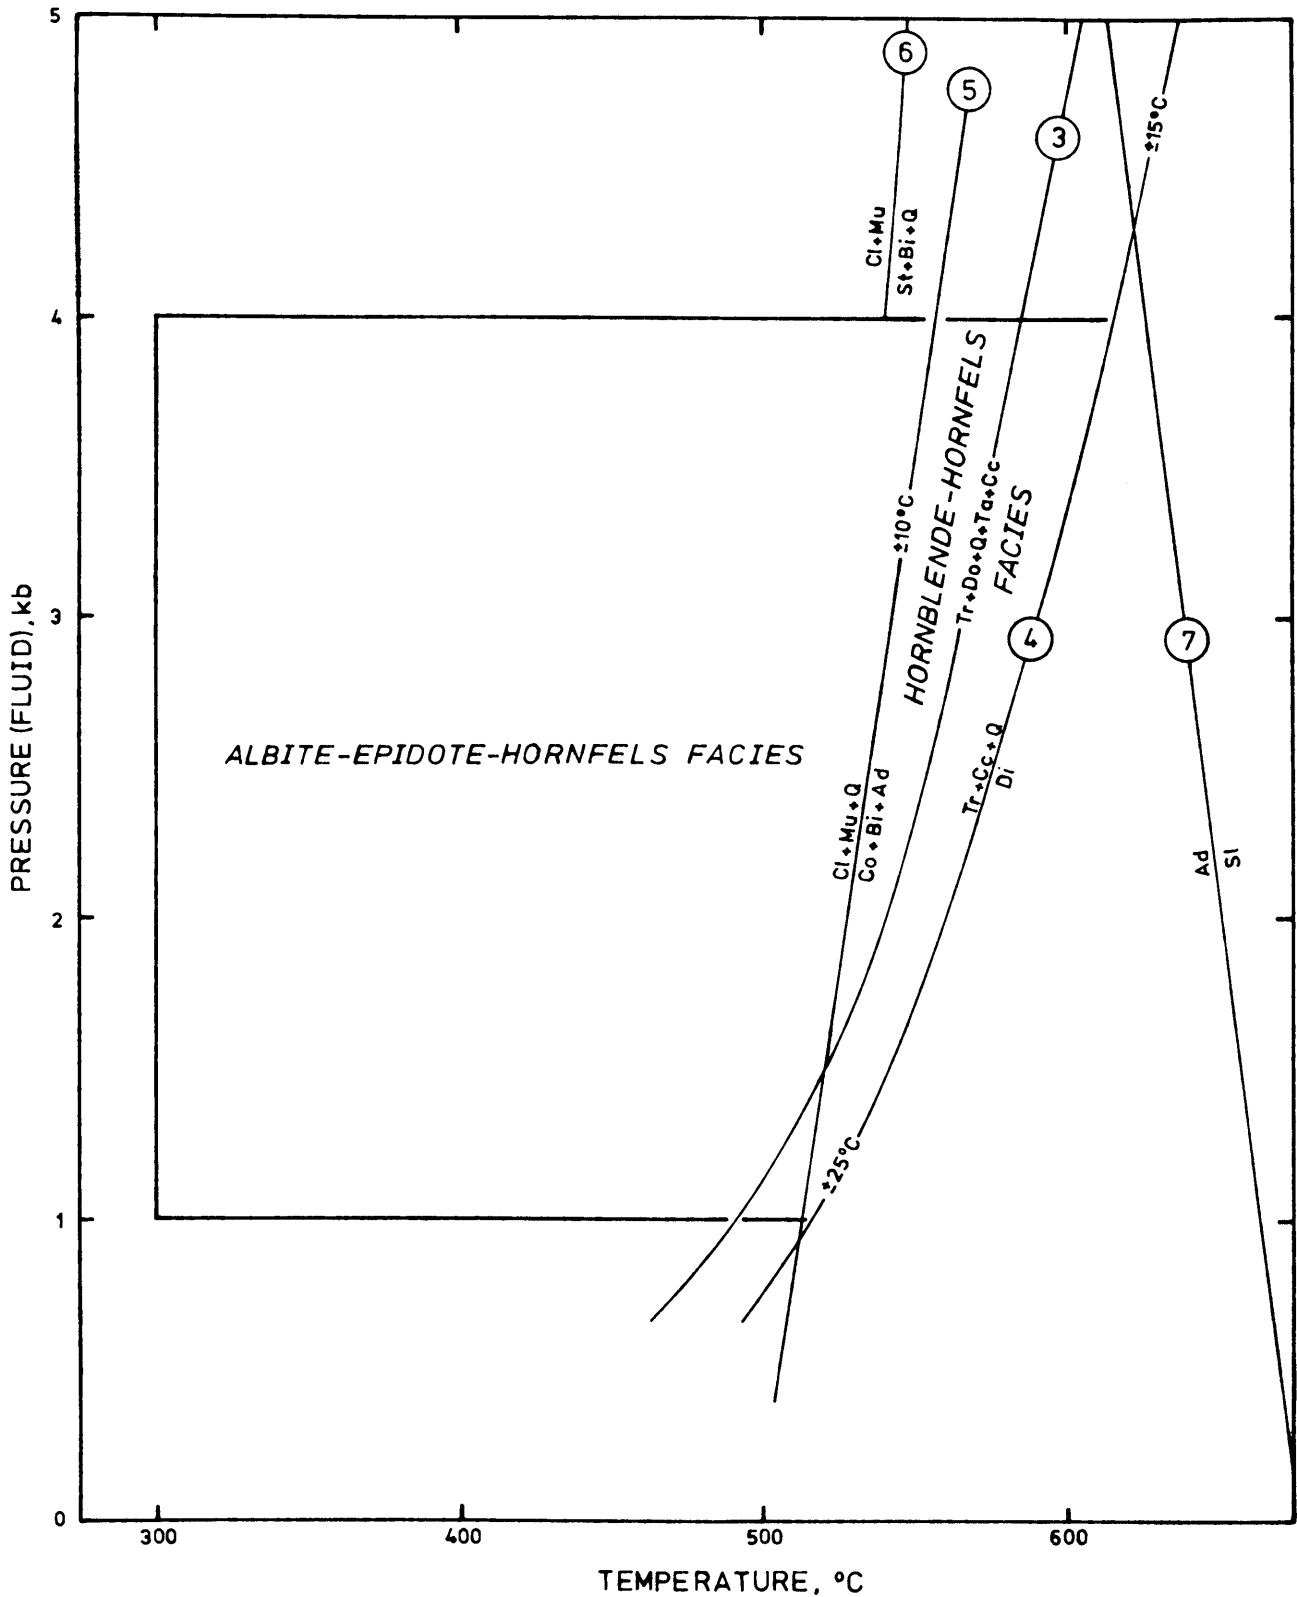 5
6
5
3
±15°C
Cl+Mu
St+Bi+Q
4
HORNBLENDE-HORNFELS
FACIES
±10°C
Tr+Do+Q+Ta+Cc
3
4
7
Tr+Cc+Q
Di
ALBITE-EPIDOTE-HORNFELS FACIES
Cl+Mu+Q
Co+Bi+Ad
Ad
Sl
PRESSURE (FLUID), kb
2
±25°C
1
0
300
400
500
600
TEMPERATURE, °C